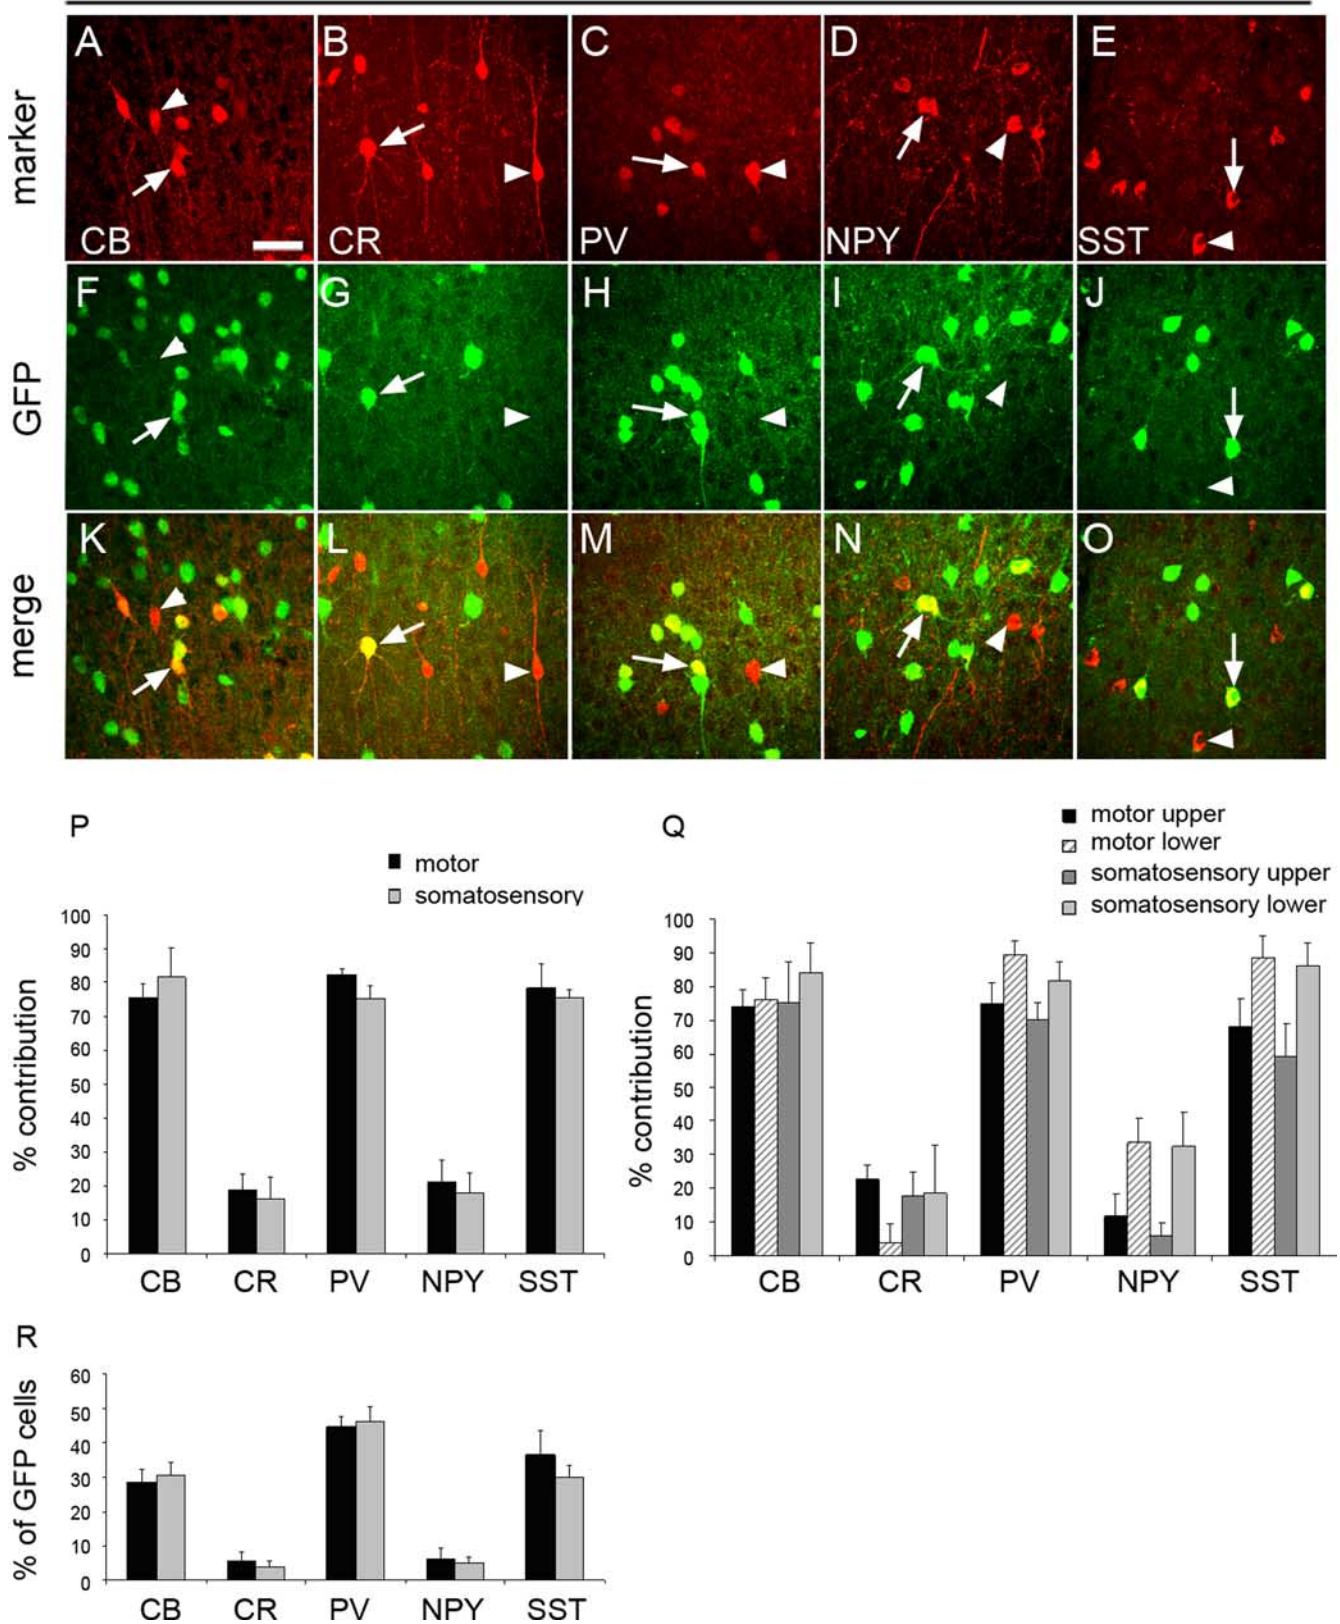 A B C D E
marker
CB CR PV NPY SST
F G H I J
GFP
K L M N O
merge
P
motor
somatosensory
% contribution
100
90
80
70
60
50
40
30
20
10
0
CB CR PV NPY SST
Q
motor upper
motor lower
somatosensory upper
somatosensory lower
% contribution
100
90
80
70
60
50
40
30
20
10
0
CB CR PV NPY SST
R
% of GFP cells
60
50
40
30
20
10
0
CB CR PV NPY SST